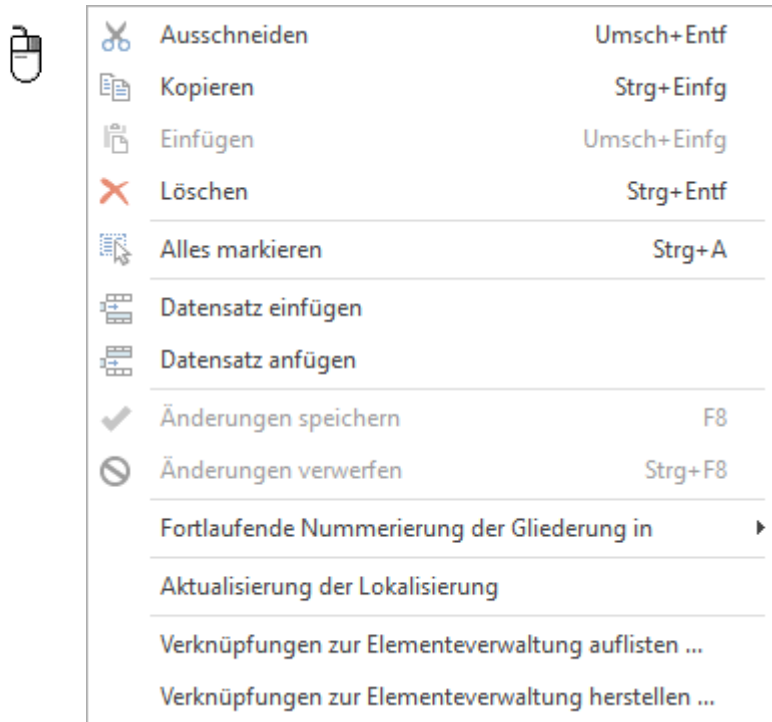 Ausschneiden Umsch+Entf
Kopieren Strg+Einfg
Einfügen Umsch+Einfg
Löschen Strg+Entf
Alles markieren Strg+A
Datensatz einfügen
Datensatz anfügen
Änderungen speichern F8
Änderungen verwerfen Strg+F8
Fortlaufende Nummerierung der Gliederung in
Aktualisierung der Lokalisierung
Verknüpfungen zur Elementeverwaltung auflisten ...
Verknüpfungen zur Elementeverwaltung herstellen ...